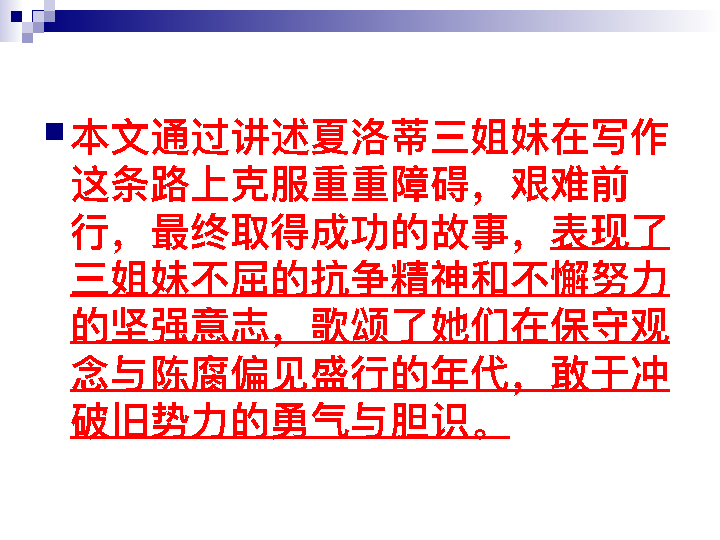 本文通过讲述夏洛蒂三姐妹在写作
这条路上克服重重障碍，艰难前
行，最终取得成功的故事，表现了
三姐妹不屈的抗争精神和不懈努力
的坚强意志，歌颂了她们在保守观
念与陈腐偏见盛行的年代，敢于冲
破旧势力的勇气与胆识。